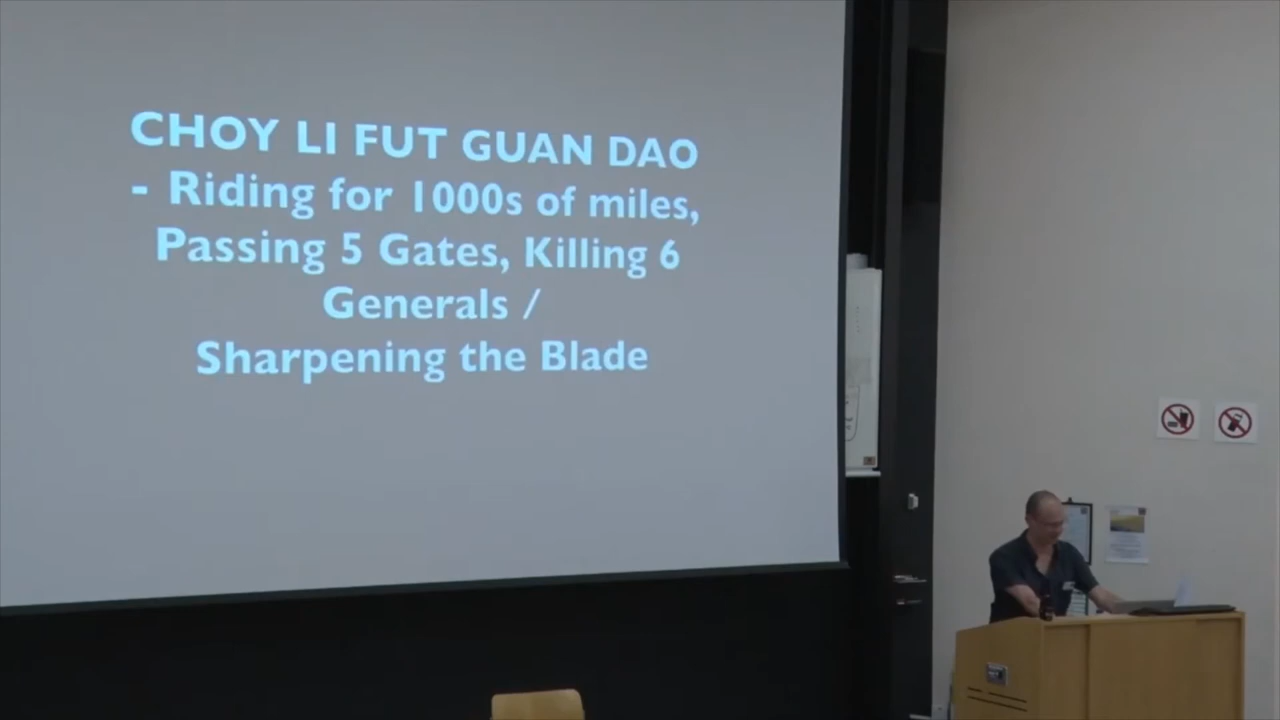 CHOY LI FUT GUAN DAO
- Riding for 1000s of miles,
Passing 5 Gates, Killing 6
Generals /
Sharpening the Blade